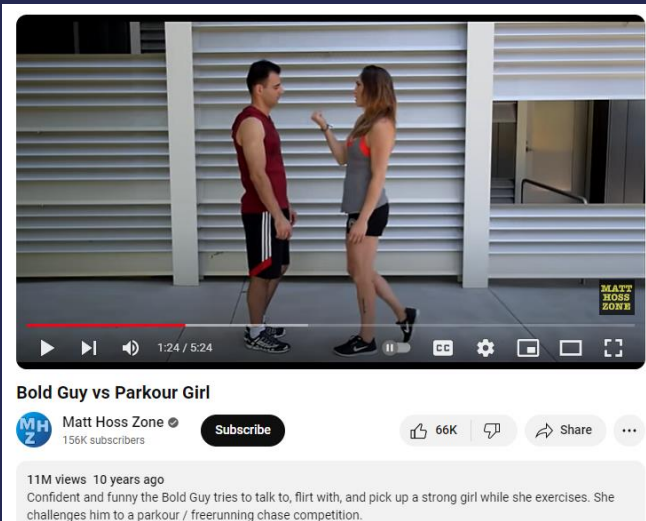 MATT
HOSS
ZONE
1:24 / 5:24
CC
Bold Guy vs Parkour Girl
MH
Z
Matt Hoss Zone
156K subscribers
Subscribe
66K
Share
11M views 10 years ago
Confident and funny the Bold Guy tries to talk to, flirt with, and pick up a strong girl while she exercises. She
challenges him to a parkour / freerunning chase competition.